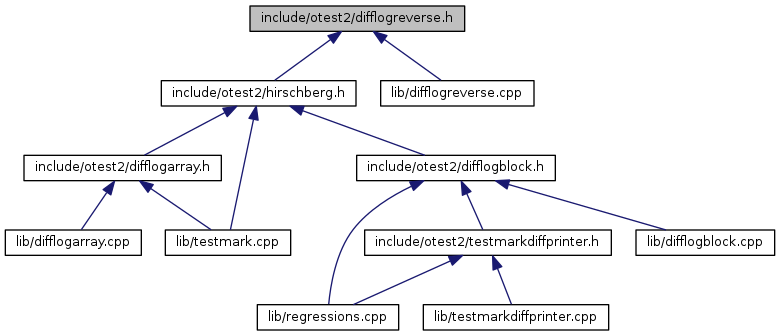 include/otest2/difflogreverse.h
include/otest2/hirschberg.h
lib/difflogreverse.cpp
include/otest2/difflogarray.h
include/otest2/difflogblock.h
lib/difflogarray.cpp
lib/testmark.cpp
include/otest2/testmarkdiffprinter.h
lib/difflogblock.cpp
lib/regressions.cpp
lib/testmarkdiffprinter.cpp